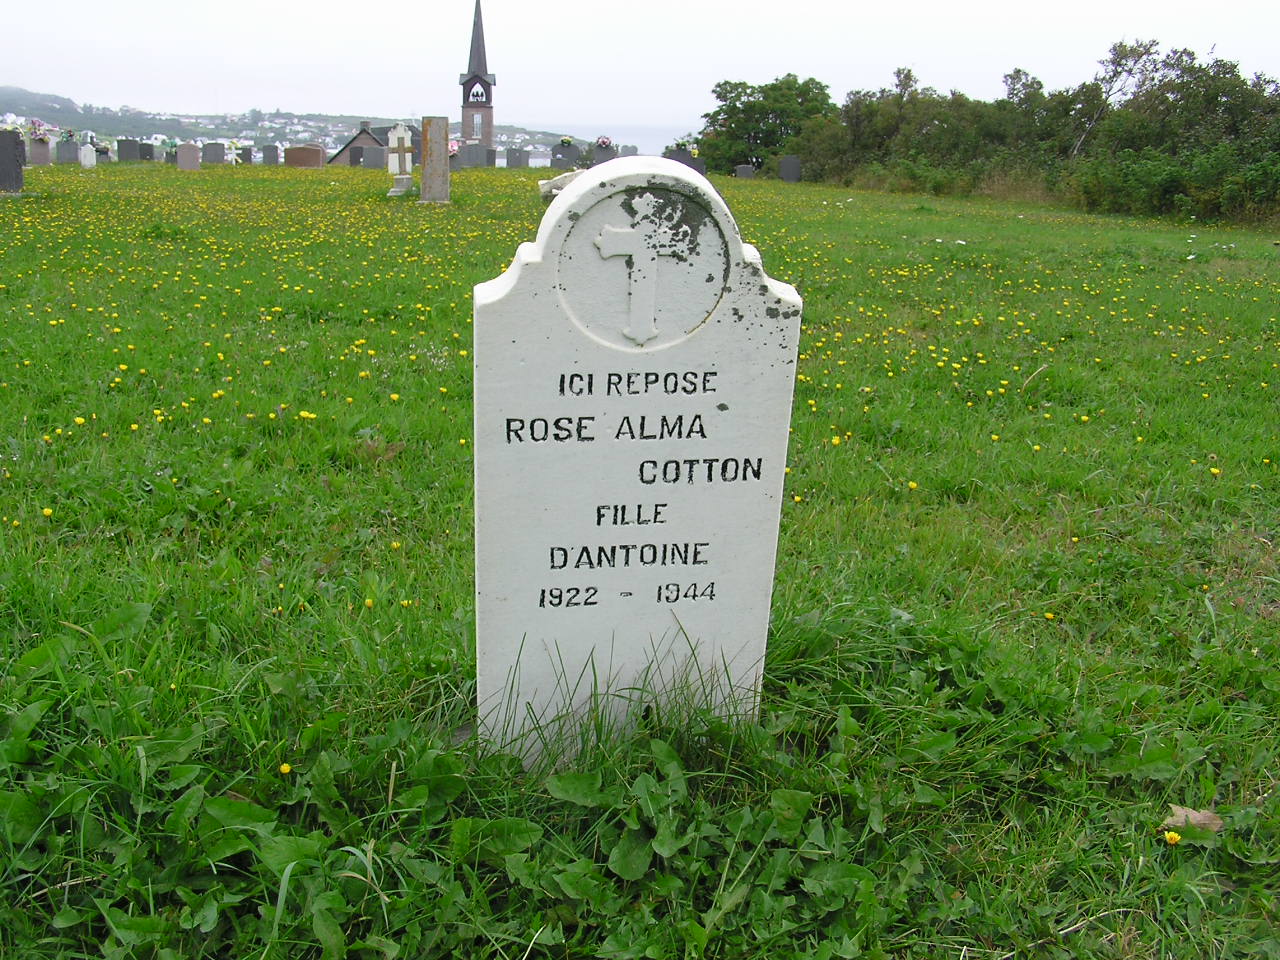 ICI REPOSE
ROSE ALMA
COTTON
FILLE
D'ANTOINE
1922 - 1944